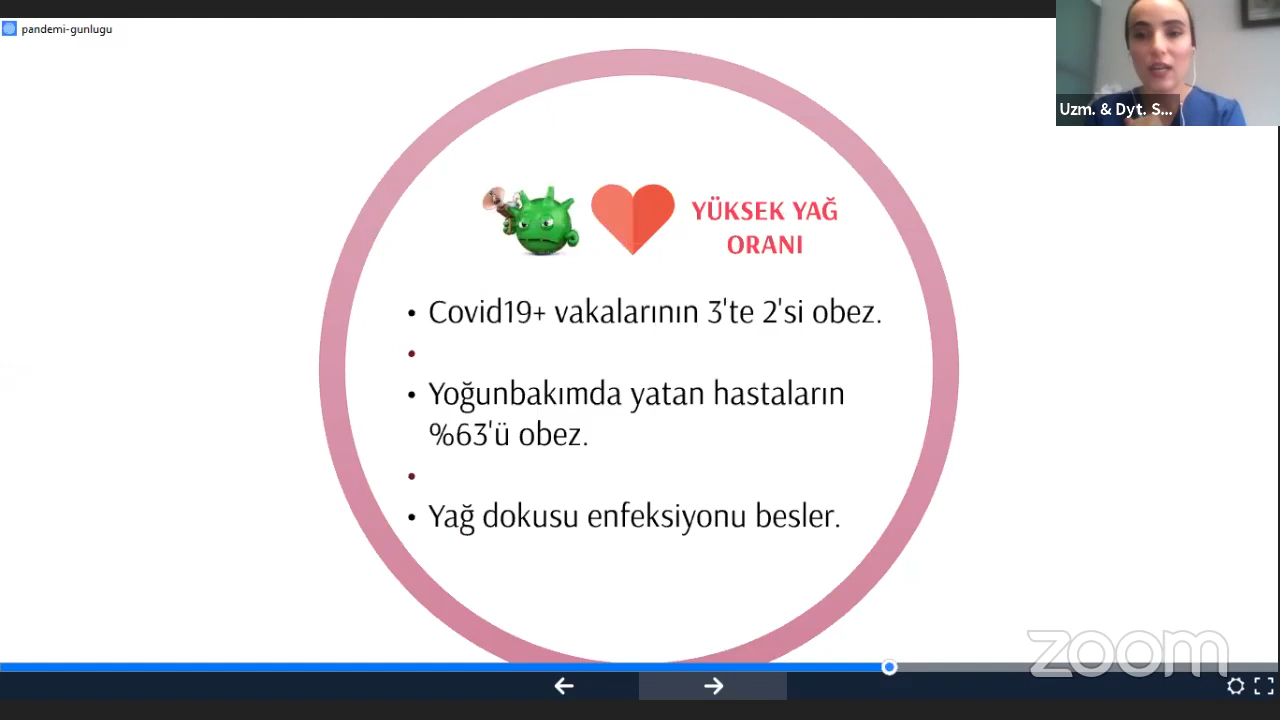 pandemi-gunlugu
Uzm. & Dyt. S...
YÜKSEK YAĞ
ORANI
• Covid19+ vakalarının 3'te 2'si obez.
•
• Yoğunbakımda yatan hastaların
%63'ü obez.
•
• Yağ dokusu enfeksiyonu besler.
zoom